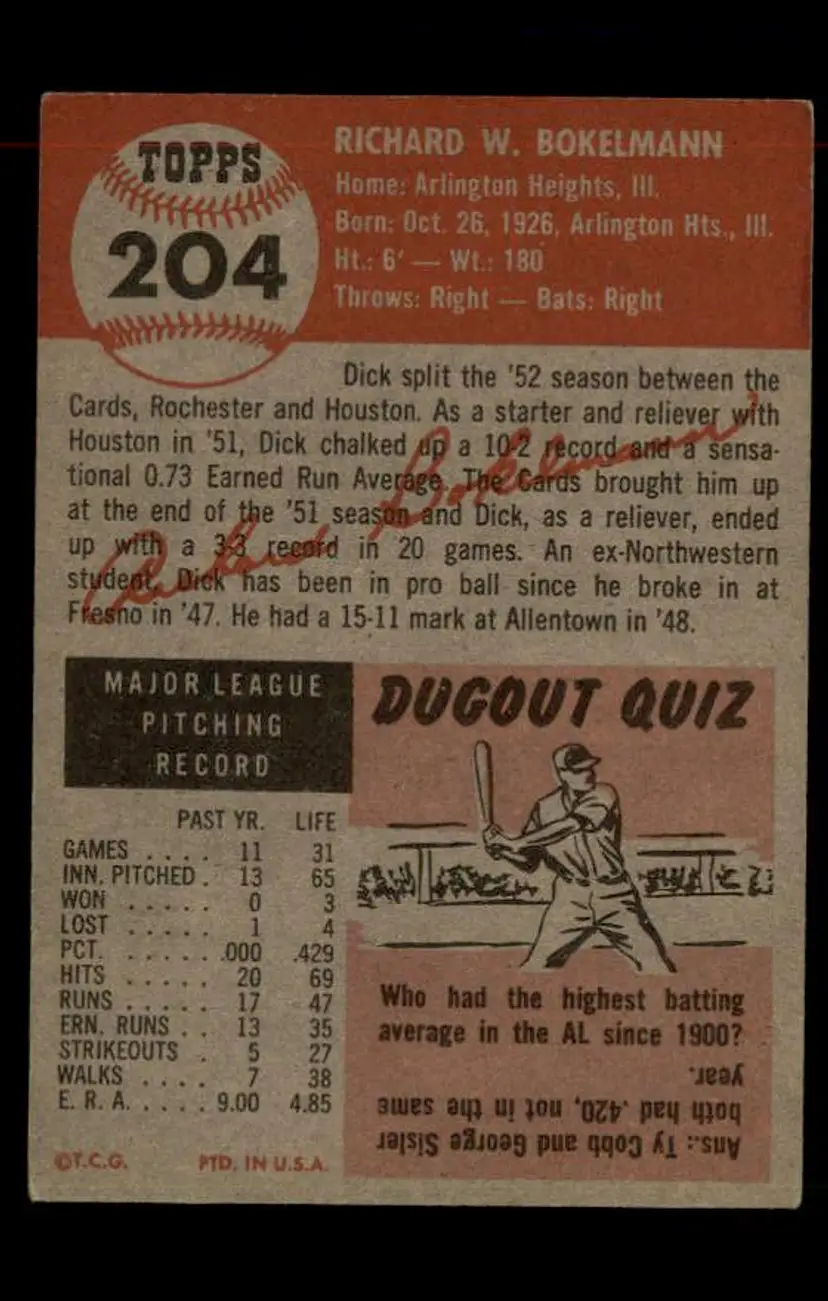 TOPPS
204
RICHARD W. BOKELMANN
Home: Arlington Heights, Ill.
Born: Oct. 26, 1926, Arlington Hts., Ill.
Ht.: 6' — Wt.: 180
Throws: Right — Bats: Right
Dick split the '52 season between the
Cards, Rochester and Houston. As a starter and reliever with
Houston in '51, Dick chalked up a 10-2 record and a sensa-
tional 0.73 Earned Run Average. The Cards brought him up
at the end of the '51 season and Dick, as a reliever, ended
up with a 3-3 record in 20 games. An ex-Northwestern
student, Dick has been in pro ball since he broke in at
Fresno in '47. He had a 15-11 mark at Allentown in '48.
Richard Bokelmann
MAJOR LEAGUE
PITCHING
RECORD
PAST YR. LIFE
GAMES . . . . 11 31
INN. PITCHED . 13 65
WON . . . . . 0 3
LOST . . . . . 1 4
PCT. . . . . . .000 .429
HITS . . . . . 20 69
RUNS . . . . . 17 47
ERN. RUNS . . 13 35
STRIKEOUTS . 5 27
WALKS . . . . 7 38
E. R. A. . . . . 9.00 4.85
©T.C.G. PTD. IN U.S.A.
DUGOUT QUIZ
Who had the highest batting
average in the AL since 1900?
Ans.: Ty Cobb and George Sisler
both had .420, not in the same
year.